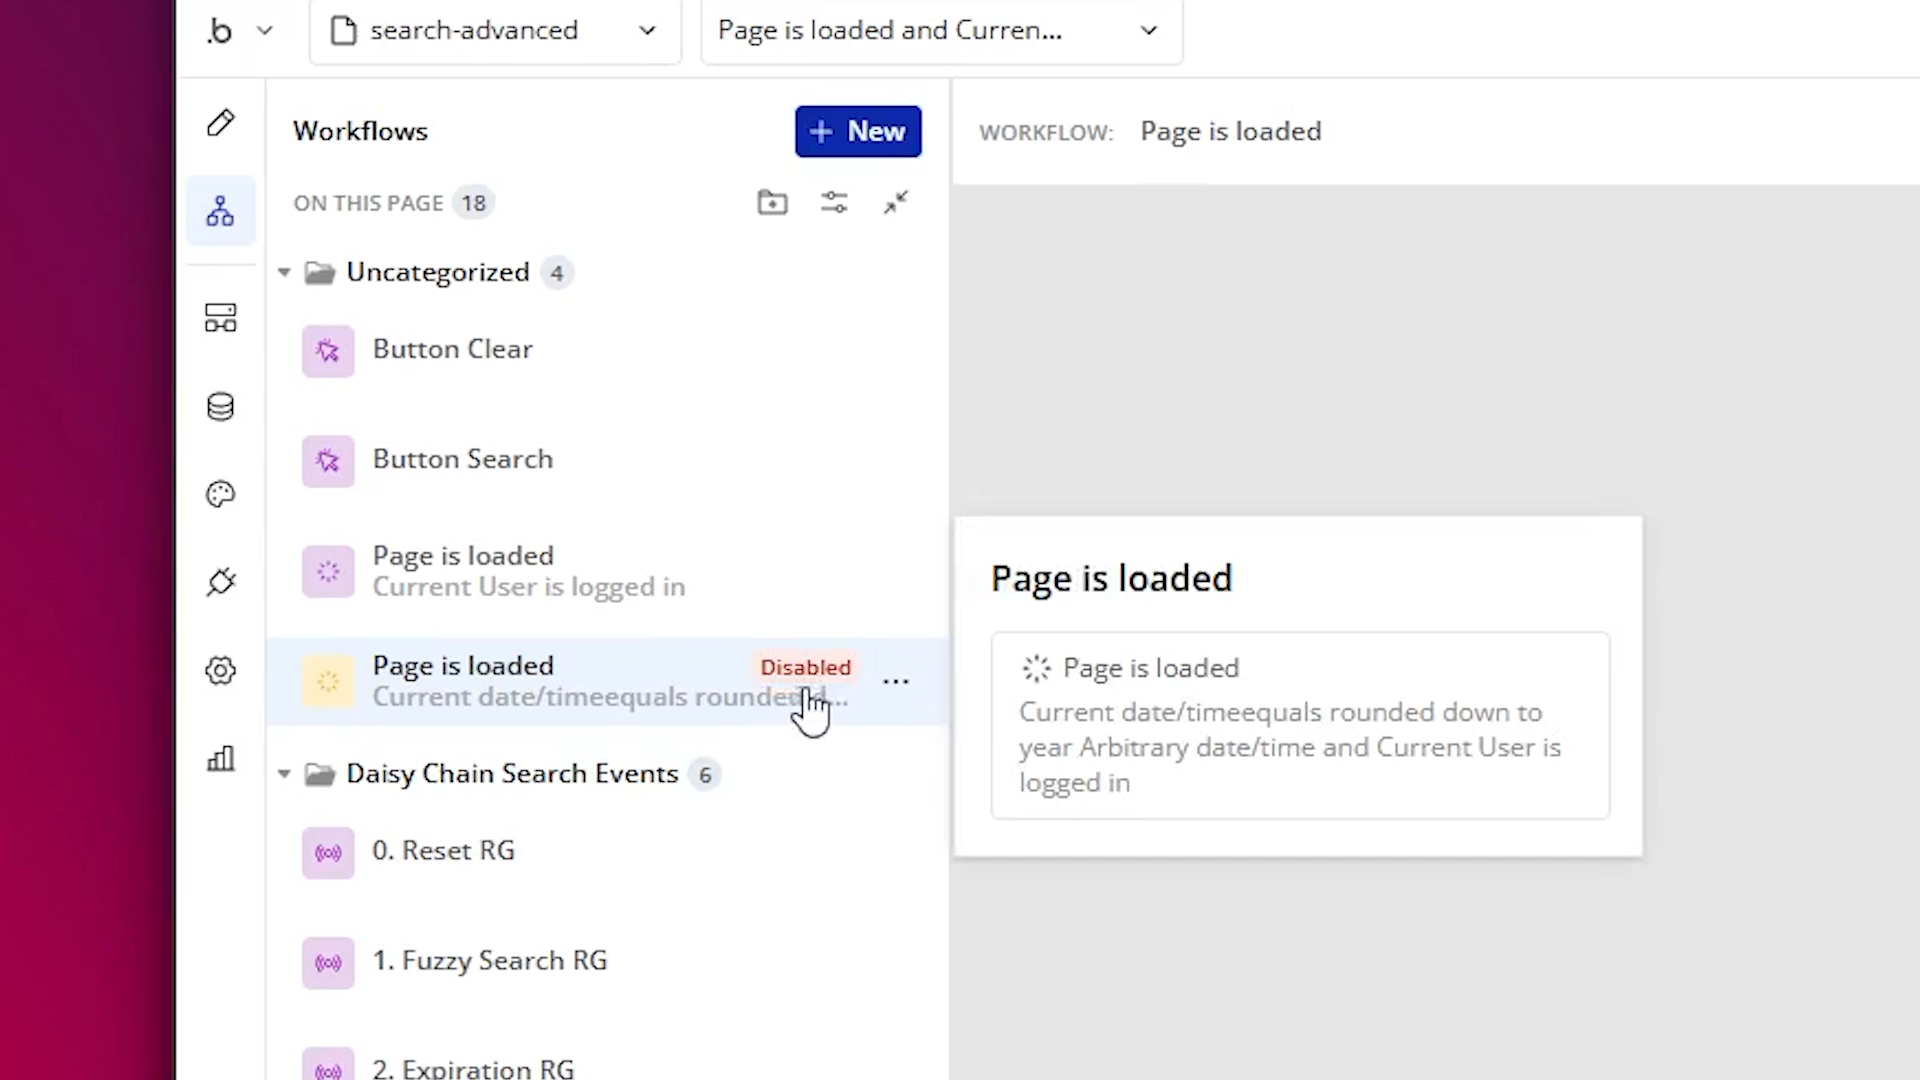 .b
search-advanced
Page is loaded and Curren...
Workflows
+ New
WORKFLOW: Page is loaded
ON THIS PAGE 18
Uncategorized 4
Button Clear
Button Search
Page is loaded
Current User is logged in
Page is loaded
Disabled
Current date/timeequals rounded d...
Daisy Chain Search Events 6
0. Reset RG
1. Fuzzy Search RG
2. Expiration RG
Page is loaded
Page is loaded
Current date/timeequals rounded down to
year Arbitrary date/time and Current User is
logged in